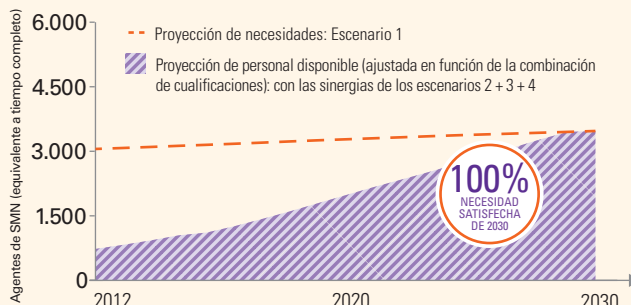 Agentes de SMN (equivalente a tiempo completo)
6.000
4.500
3.000
1.500
0
Proyección de necesidades: Escenario 1
Proyección de personal disponible (ajustada en función de la combinación
de cualificaciones): con las sinergias de los escenarios 2 + 3 + 4
100%
NECESIDAD
SATISFECHA
DE 2030
2012
2020
2030